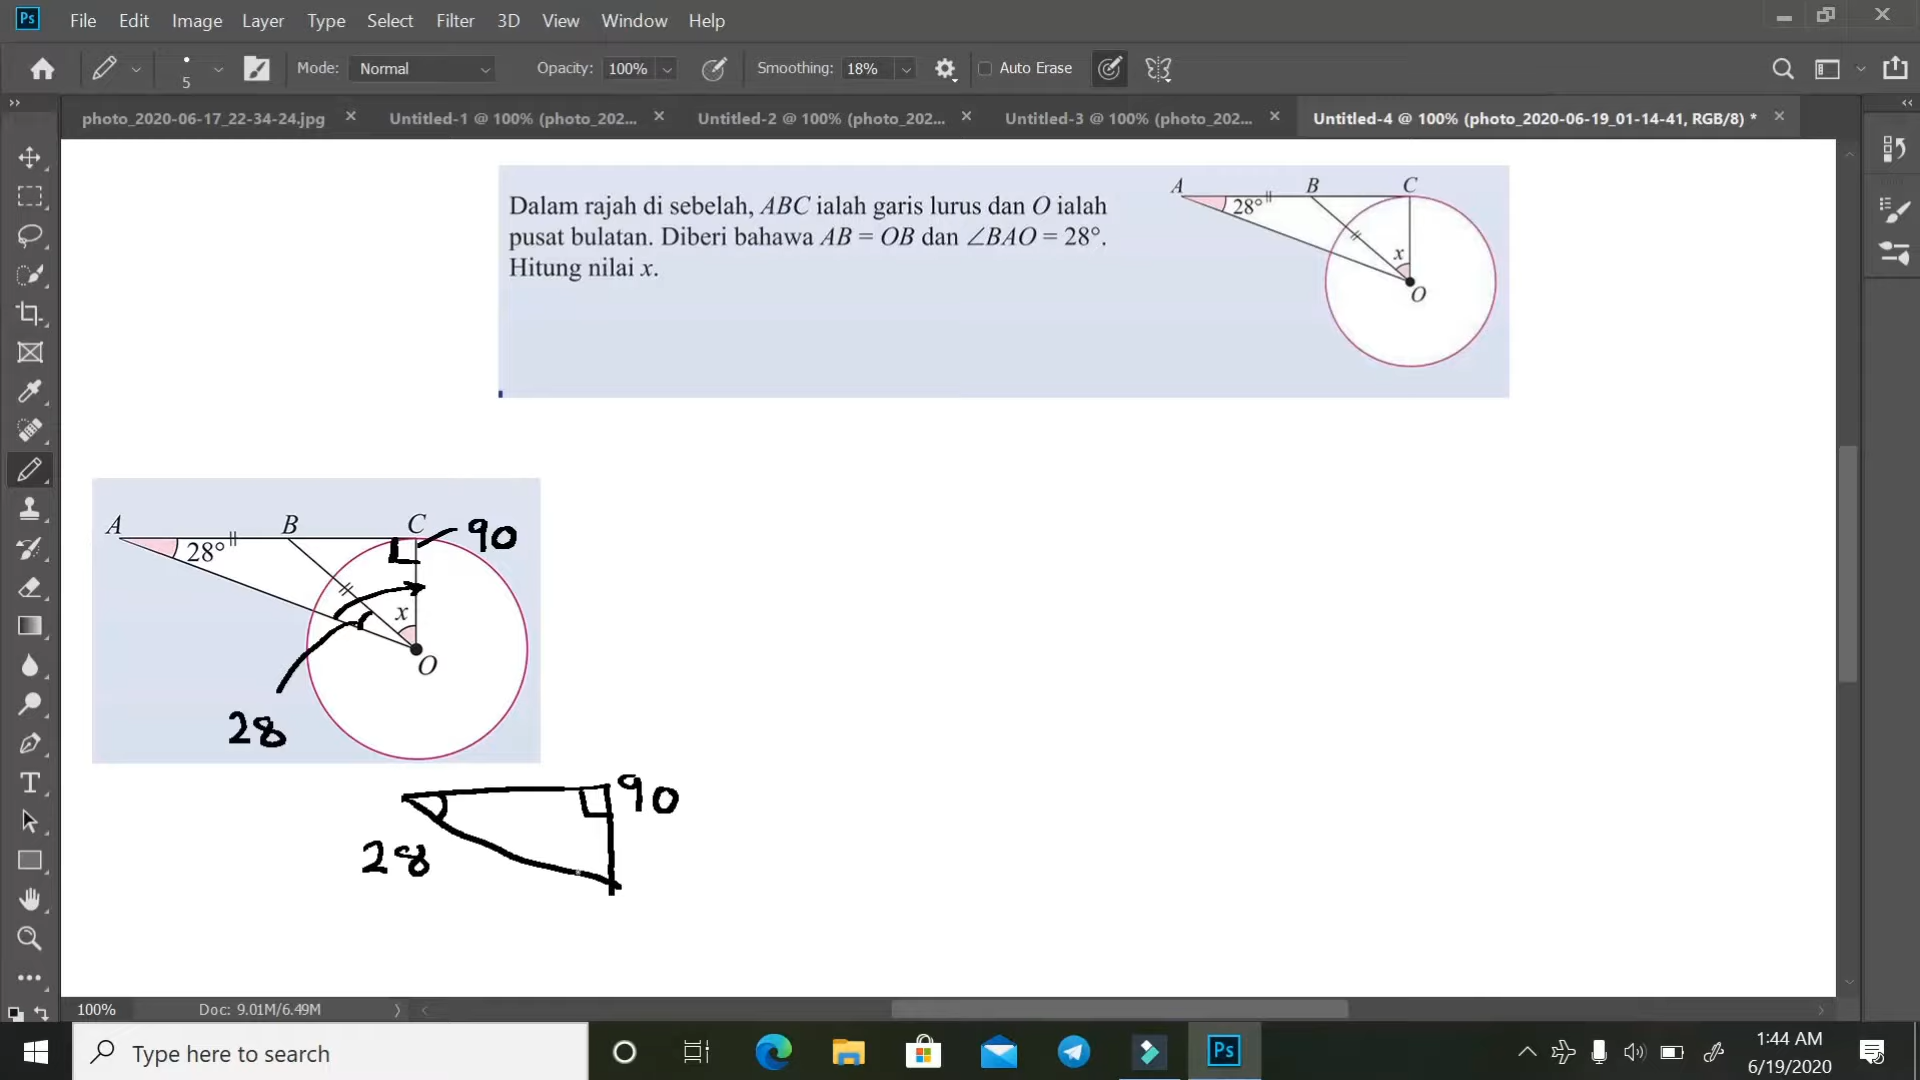 Ps File Edit Image Layer Type Select Filter 3D View Window Help
5 Mode: Normal Opacity: 100% Smoothing: 18% Auto Erase
photo_2020-06-17_22-34-24.jpg Untitled-1 @ 100% (photo_202... Untitled-2 @ 100% (photo_202... Untitled-3 @ 100% (photo_202... Untitled-4 @ 100% (photo_2020-06-19_01-14-41, RGB/8) *
Dalam rajah di sebelah, ABC ialah garis lurus dan O ialah
pusat bulatan. Diberi bahawa AB = OB dan ∠BAO = 28°.
Hitung nilai x.
A B C
28°
x
O
A B C 90
28°
x
O
28
90
28
100% Doc: 9.01M/6.49M
Type here to search
Ps
1:44 AM
6/19/2020